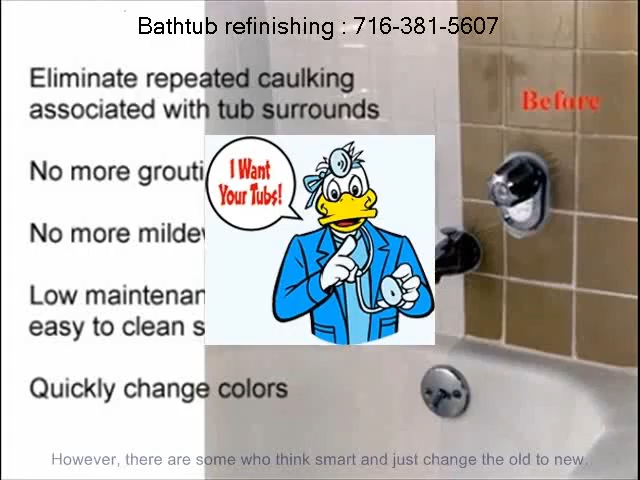 Bathtub refinishing : 716-381-5607
Eliminate repeated caulking
associated with tub surrounds
Before
No more grouti
I Want
Your Tubs!
No more milde
Low maintenan
easy to clean s
Quickly change colors
However, there are some who think smart and just change the old to new..